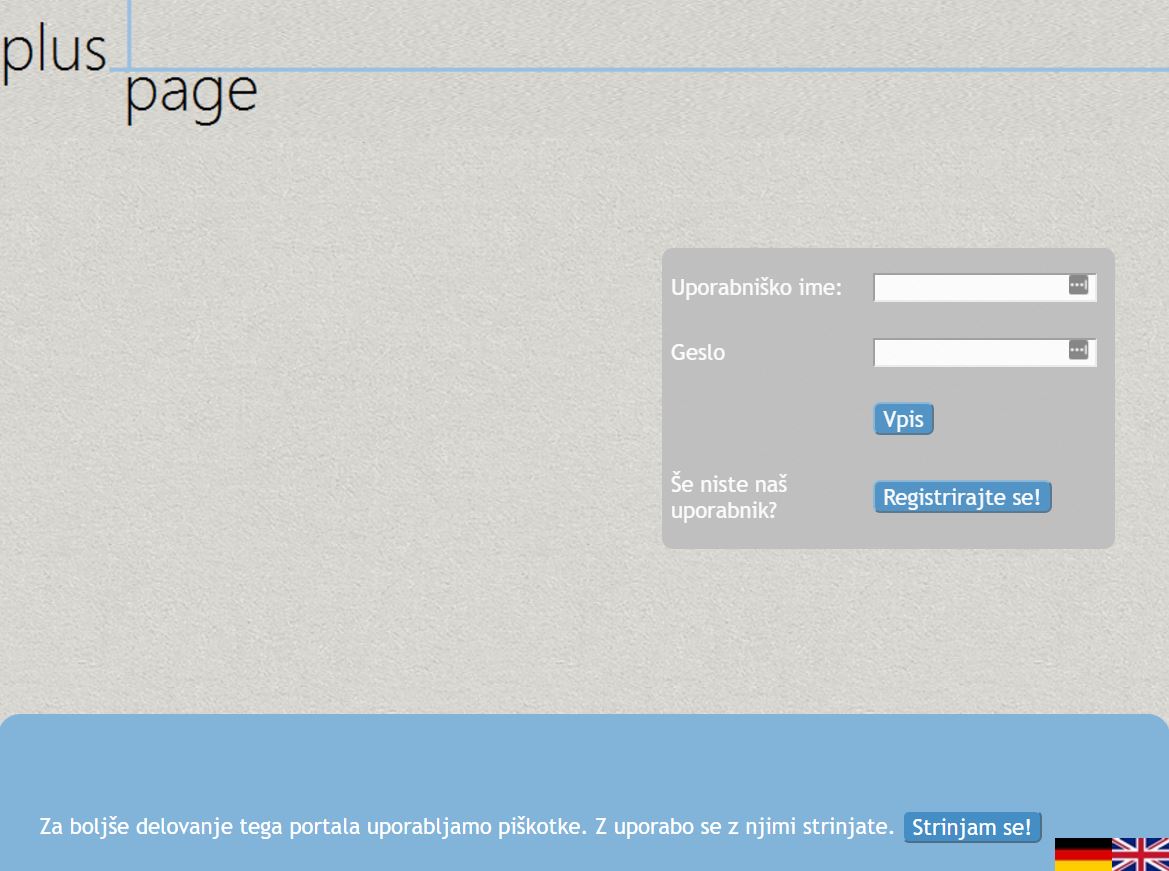 plus
page
Uporabniško ime:
Geslo
Vpis
Še niste naš
uporabnik?
Registrirajte se!
Za boljše delovanje tega portala uporabljamo piškotke. Z uporabo se z njimi strinjate. Strinjam se!